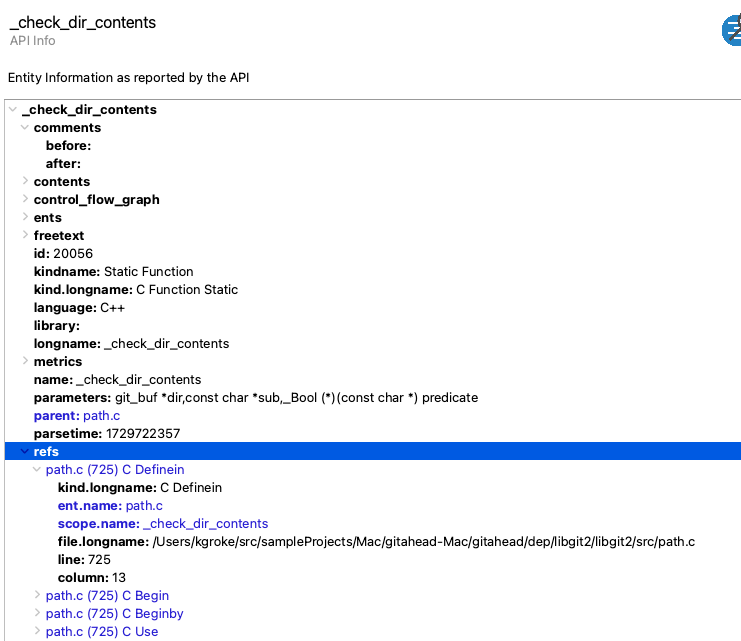 _check_dir_contents
API Info
Entity Information as reported by the API
_check_dir_contents
comments
before:
after:
contents
control_flow_graph
ents
freetext
id: 20056
kindname: Static Function
kind.longname: C Function Static
language: C++
library:
longname: _check_dir_contents
metrics
name: _check_dir_contents
parameters: git_buf *dir,const char *sub,_Bool (*)(const char *) predicate
parent: path.c
parsetime: 1729722357
refs
path.c (725) C Definein
kind.longname: C Definein
ent.name: path.c
scope.name: _check_dir_contents
file.longname: /Users/kgroke/src/sampleProjects/Mac/gitahead-Mac/gitahead/dep/libgit2/libgit2/src/path.c
line: 725
column: 13
path.c (725) C Begin
path.c (725) C Beginby
path.c (725) C Use